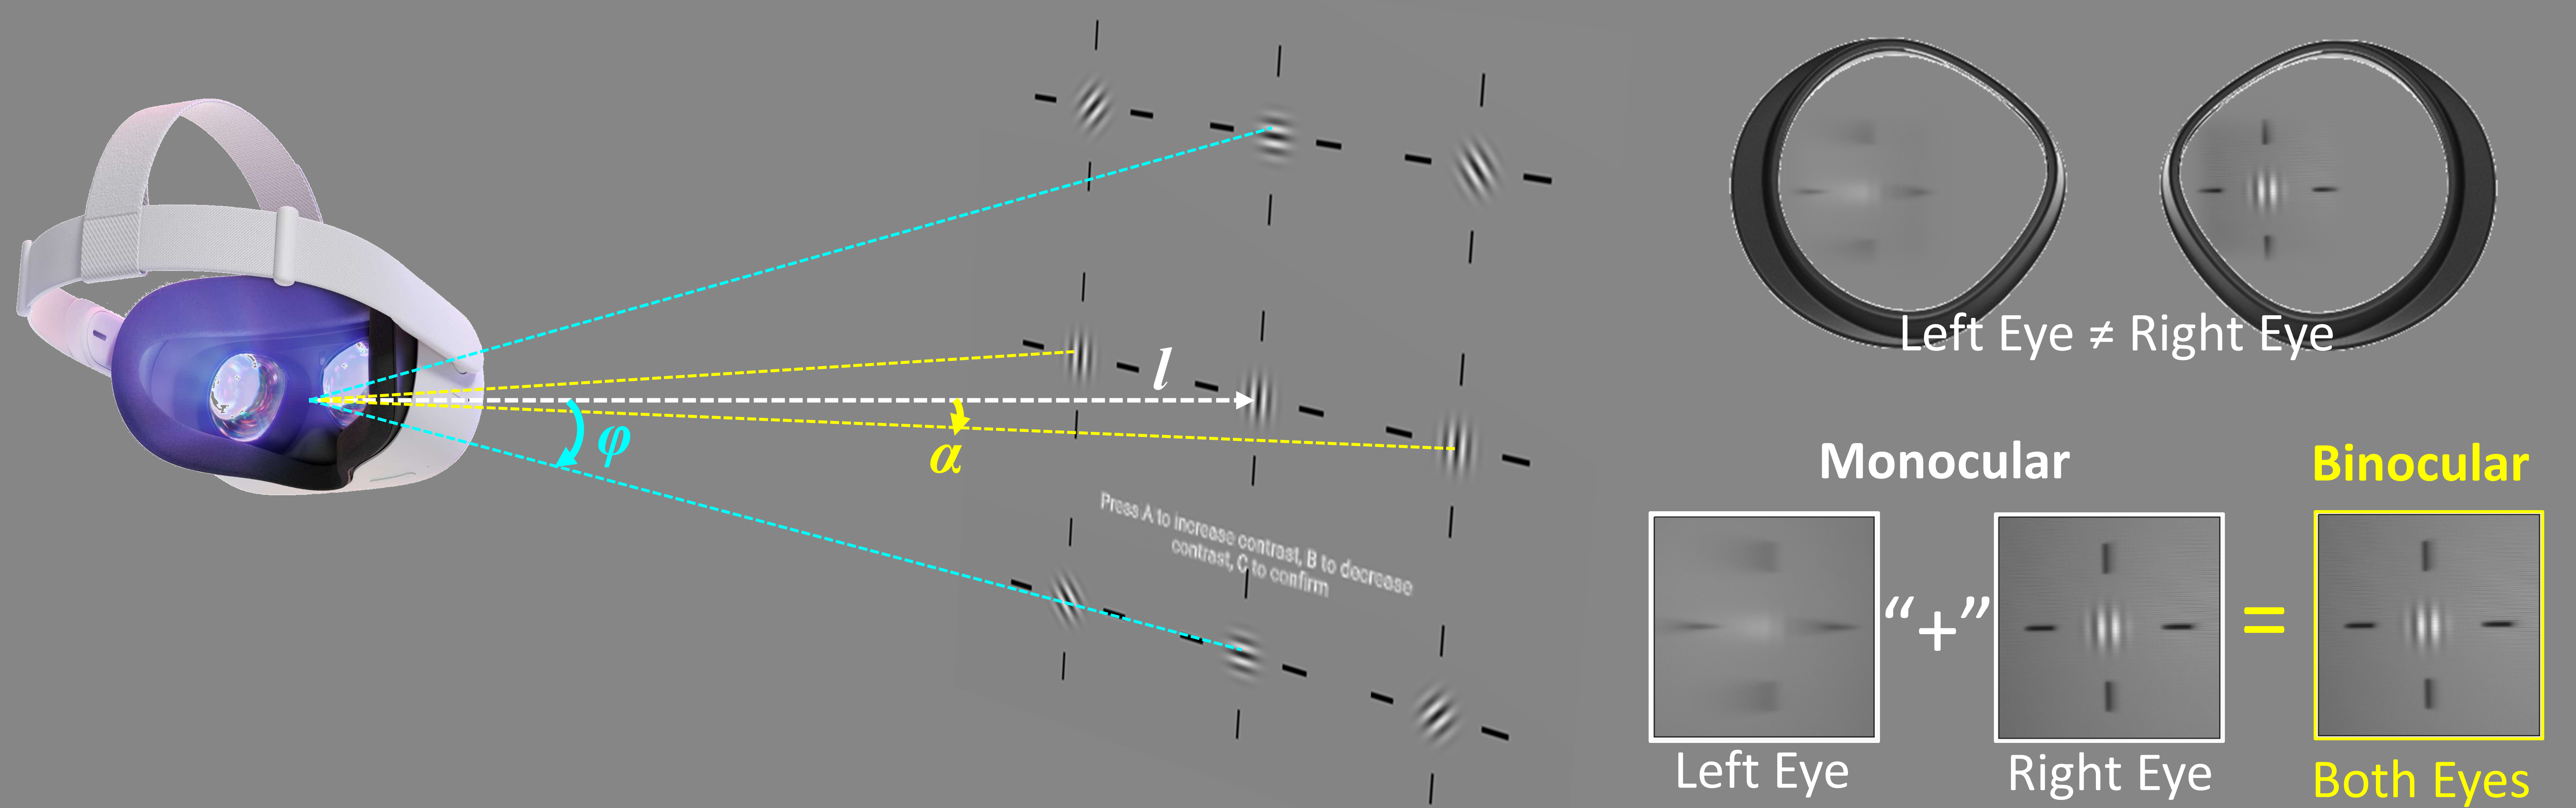 l
φ
α
Press A to increase contrast, B to decrease
contrast, C to confirm
Left Eye ≠ Right Eye
Monocular
Binocular
“+”
=
Left Eye
Right Eye
Both Eyes